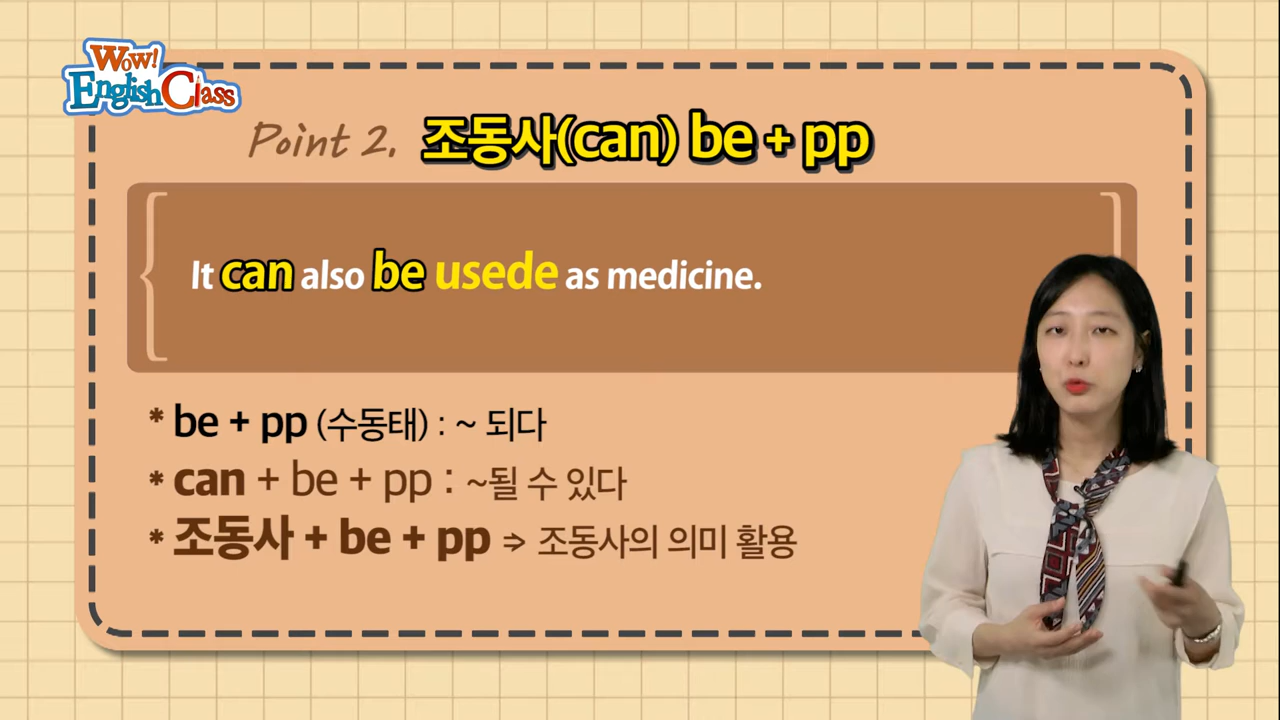 Wow!
English Class
Point 2. 조동사(can) be + pp
It can also be usede as medicine.
* be + pp (수동태) : ~ 되다
* can + be + pp : ~될 수 있다
* 조동사 + be + pp ⇒ 조동사의 의미 활용